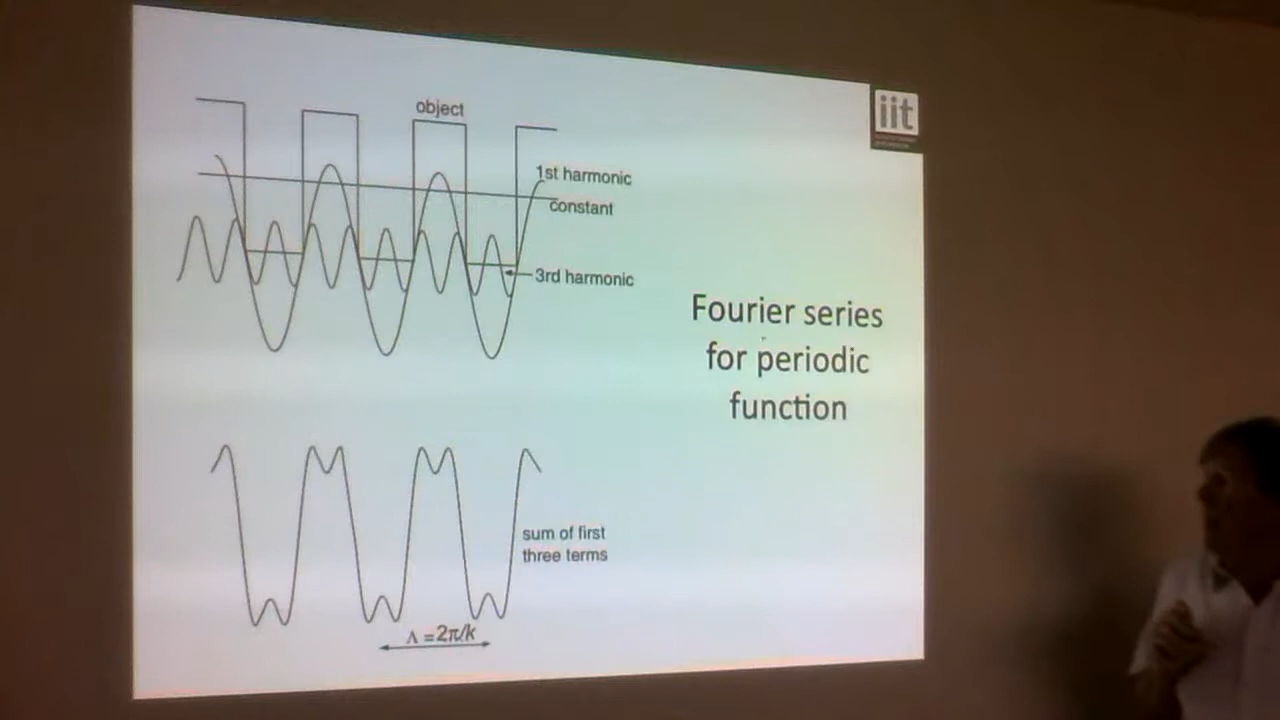 iit
object
1st harmonic
constant
3rd harmonic
Fourier series
for periodic
function
sum of first
three terms
Λ = 2π/k